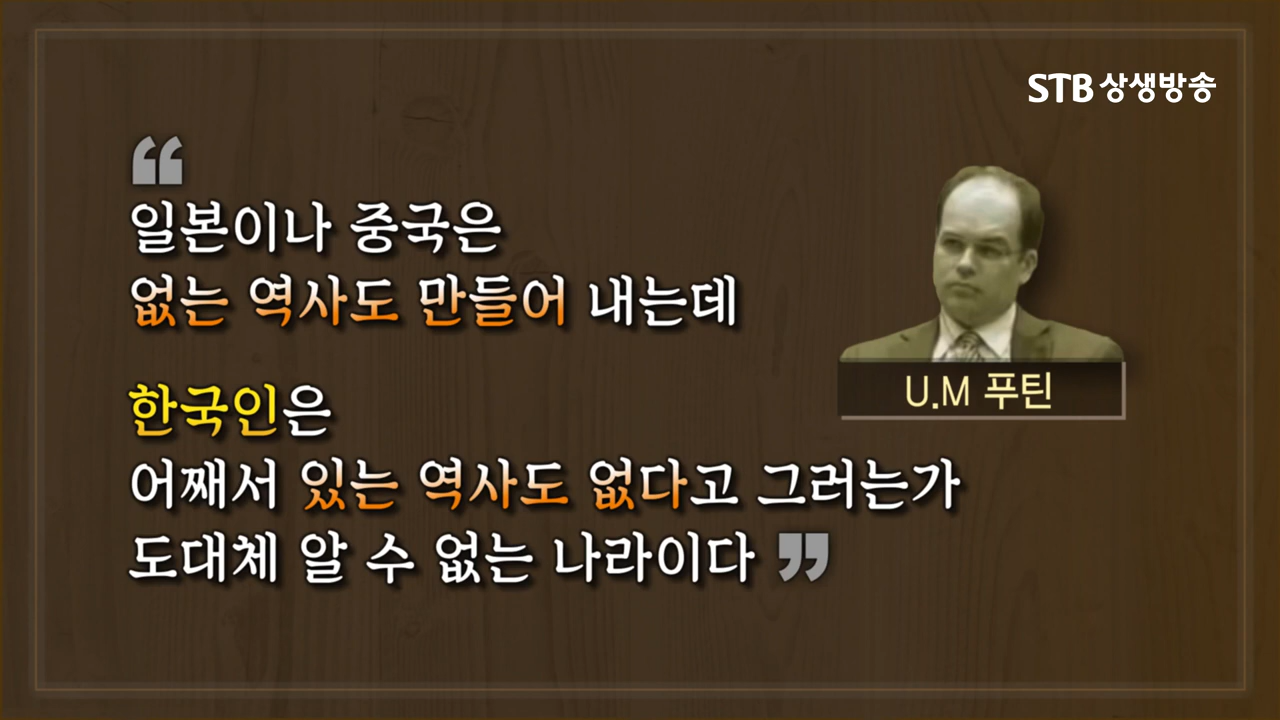 STB 상생방송
“
일본이나 중국은
없는 역사도 만들어 내는데
한국인은
어째서 있는 역사도 없다고 그러는가
도대체 알 수 없는 나라이다 ”
U.M 푸틴